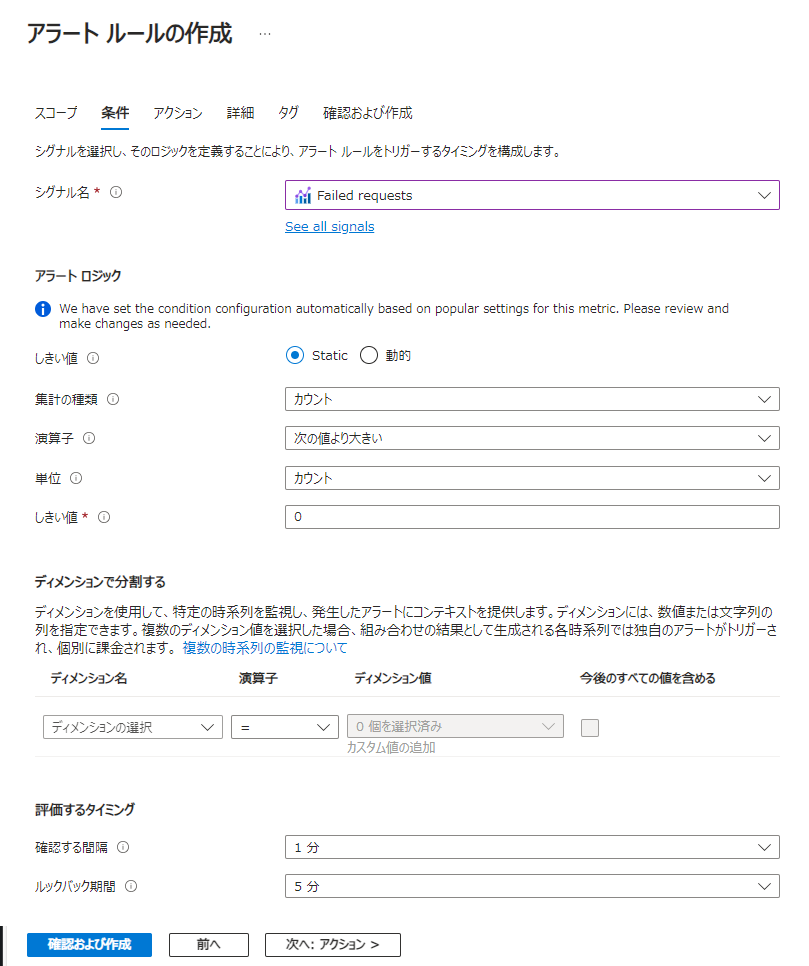 アラート ルールの作成 …
スコープ 条件 アクション 詳細 タグ 確認および作成
シグナルを選択し、そのロジックを定義することにより、アラート ルールをトリガーするタイミングを構成します。
シグナル名 * Failed requests
See all signals
アラート ロジック
We have set the condition configuration automatically based on popular settings for this metric. Please review and
make changes as needed.
しきい値 Static 動的
集計の種類 カウント
演算子 次の値より大きい
単位 カウント
しきい値 * 0
ディメンションで分割する
ディメンションを使用して、特定の時系列を監視し、発生したアラートにコンテキストを提供します。ディメンションには、数値または文字列の
列を指定できます。複数のディメンション値を選択した場合、組み合わせの結果として生成される各時系列では独自のアラートがトリガーさ
れ、個別に課金されます。 複数の時系列の監視について
ディメンション名 演算子 ディメンション値 今後のすべての値を含める
ディメンションの選択 = 0 個を選択済み
カスタム値の追加
評価するタイミング
確認する間隔 1 分
ルックバック期間 5 分
確認および作成 前へ 次へ: アクション >